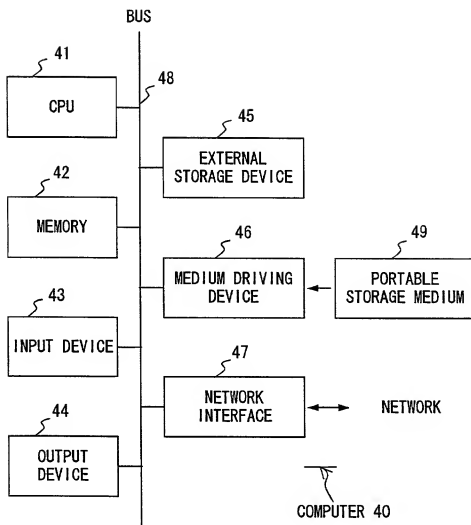 BUS
41
CPU
48
45
EXTERNAL
STORAGE DEVICE
42
MEMORY
46
MEDIUM DRIVING
DEVICE
49
PORTABLE
STORAGE MEDIUM
43
INPUT DEVICE
47
NETWORK
INTERFACE
NETWORK
44
OUTPUT
DEVICE
COMPUTER 40